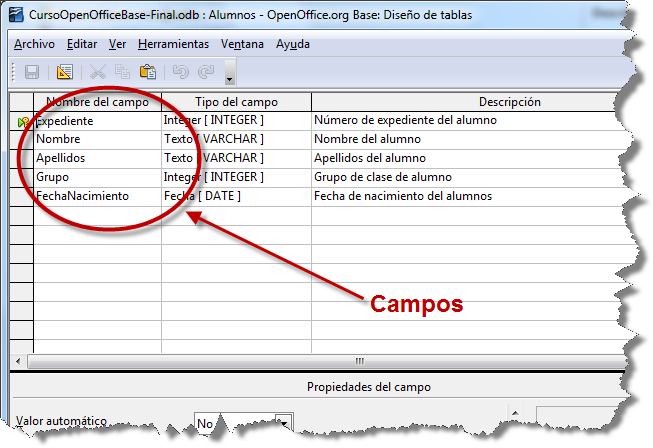 CursoOpenOfficeBase-Final.odb : Alumnos - OpenOffice.org Base: Diseño de tablas
Archivo Editar Ver Herramientas Ventana Ayuda
Nombre del campo Tipo del campo Descripción
Expediente Integer [ INTEGER ] Número de expediente del alumno
Nombre Texto [ VARCHAR ] Nombre del alumno
Apellidos Texto [ VARCHAR ] Apellidos del alumno
Grupo Integer [ INTEGER ] Grupo de clase de alumno
FechaNacimiento Fecha [ DATE ] Fecha de nacimiento del alumnos
Campos
Propiedades del campo
Valor automático No